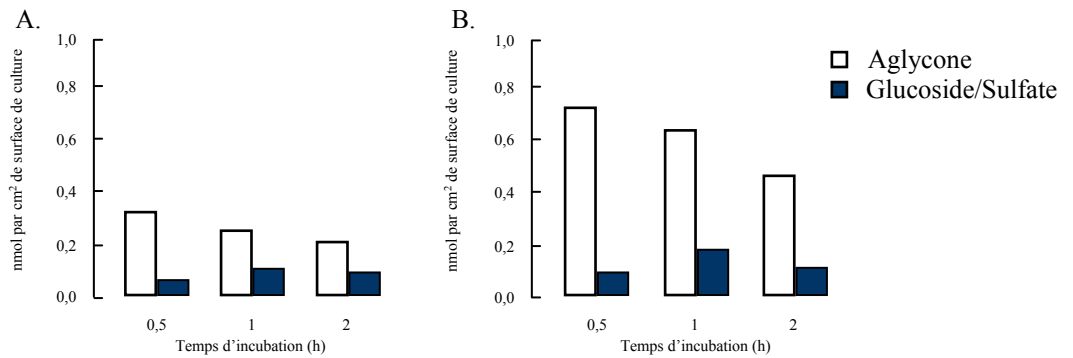 A.
nmol par cm² de surface de culture
1,0
0,8
0,6
0,4
0,2
0,0
0,5 1 2
Temps d’incubation (h)
B.
nmol par cm² de surface de culture
1,0
0,8
0,6
0,4
0,2
0,0
0,5 1 2
Temps d’incubation (h)
Aglycone
Glucoside/Sulfate